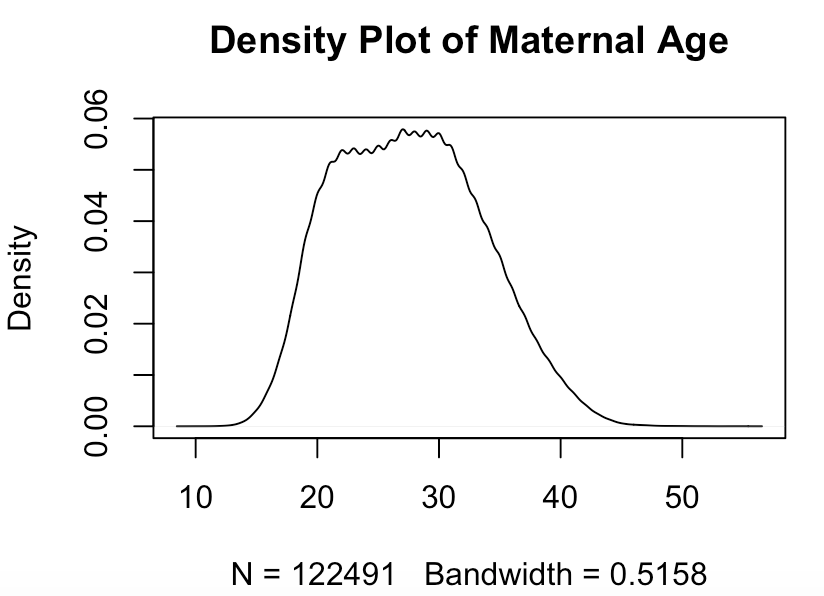 Density Plot of Maternal Age
Density
0.06
0.04
0.02
0.00
10 20 30 40 50
N = 122491 Bandwidth = 0.5158